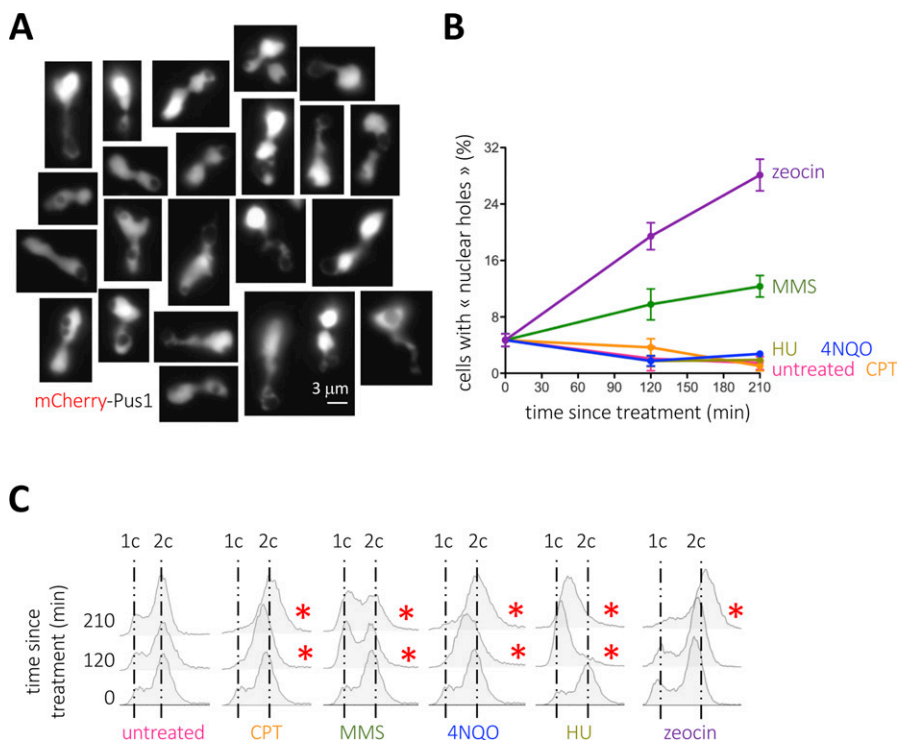 A
3 μm
mCherry-Pus1
B
cells with « nuclear holes » (%)
32
28
16
8
0
0 30 60 90 120 150 180 210
time since treatment (min)
zeocin
MMS
HU 4NQO
untreated CPT
C
1c 2c 1c 2c 1c 2c 1c 2c 1c 2c 1c 2c
time since
treatment (min)
210
120
0
* * * * *
* * * *
untreated CPT MMS 4NQO HU zeocin